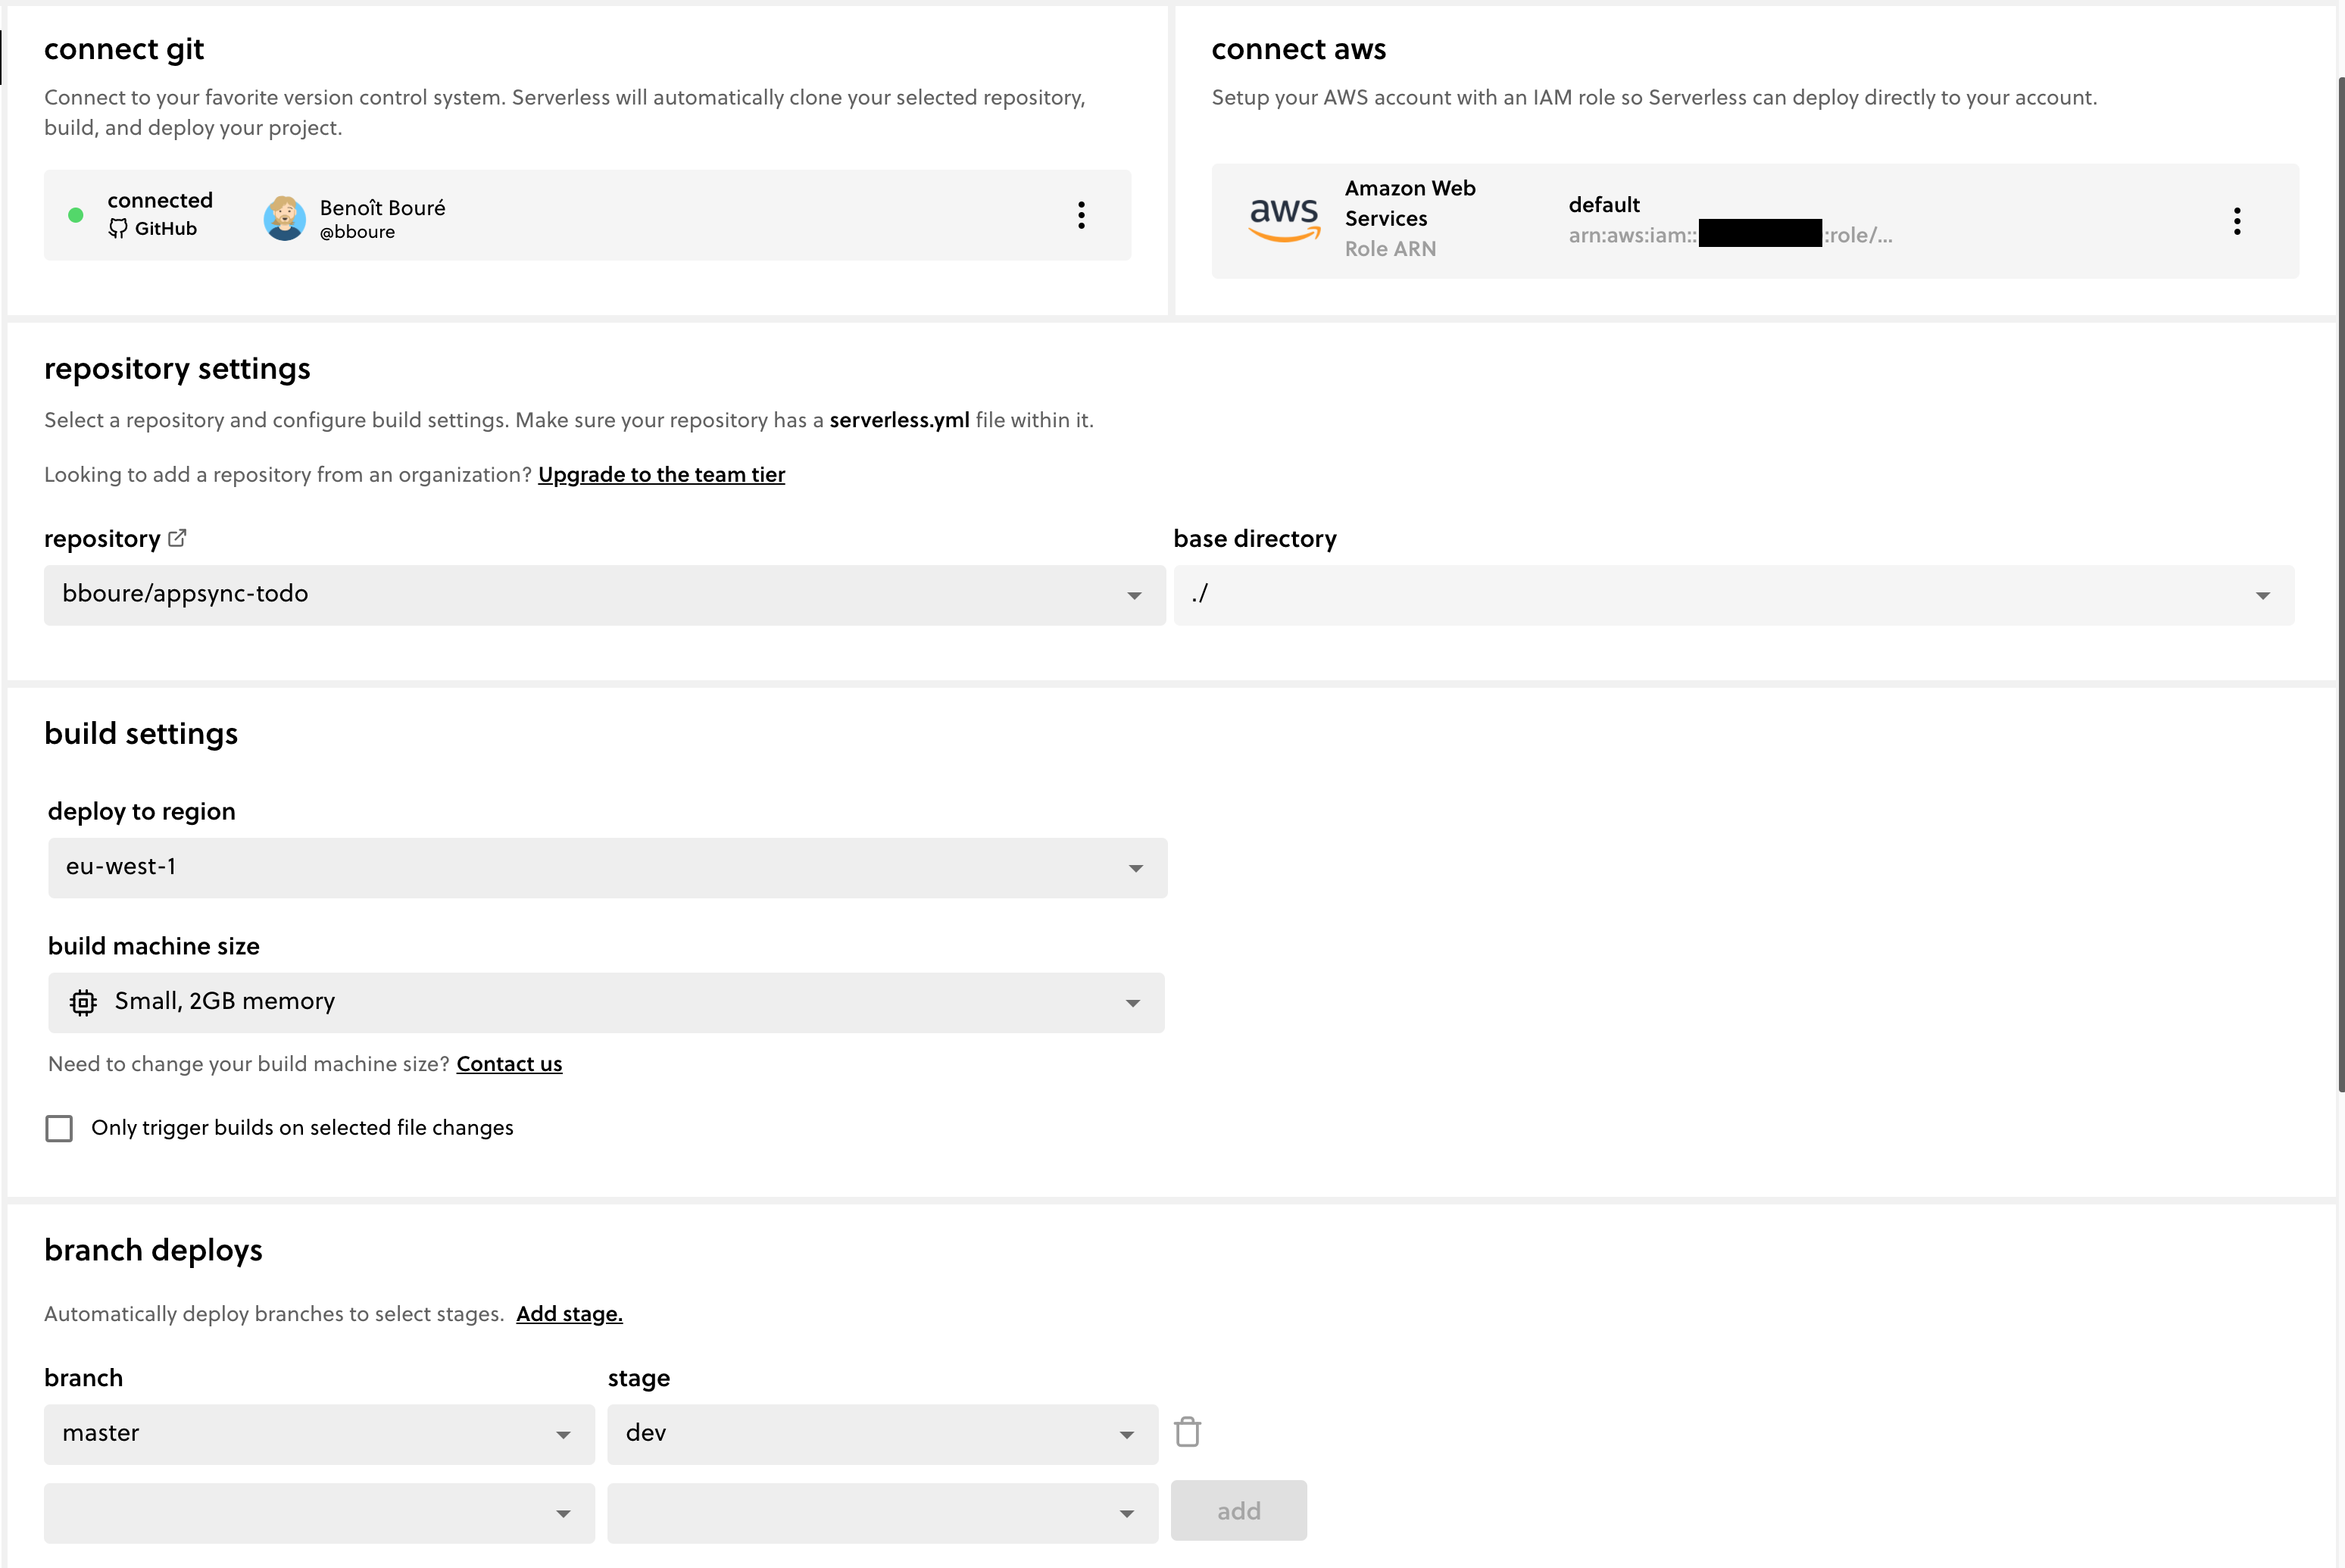 connect git
Connect to your favorite version control system. Serverless will automatically clone your selected repository,
build, and deploy your project.
connected
GitHub
Benoît Bouré
@bboure
connect aws
Setup your AWS account with an IAM role so Serverless can deploy directly to your account.
aws
Amazon Web
Services
Role ARN
default
arn:aws:iam:: :role/...
repository settings
Select a repository and configure build settings. Make sure your repository has a serverless.yml file within it.
Looking to add a repository from an organization? Upgrade to the team tier
repository
bboure/appsync-todo
base directory
./
build settings
deploy to region
eu-west-1
build machine size
Small, 2GB memory
Need to change your build machine size? Contact us
Only trigger builds on selected file changes
branch deploys
Automatically deploy branches to select stages. Add stage.
branch
stage
master
dev
add